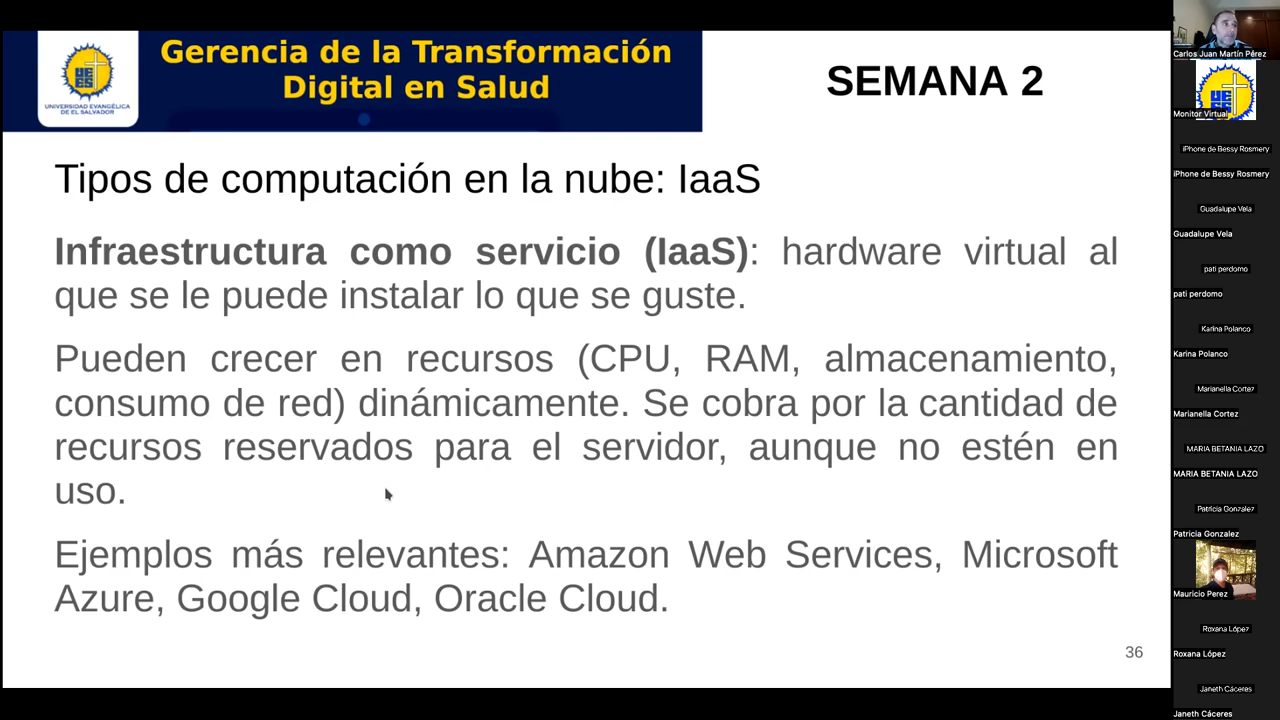 Gerencia de la Transformación
Digital en Salud
UEES
UNIVERSIDAD EVANGÉLICA
DE EL SALVADOR
SEMANA 2
Tipos de computación en la nube: IaaS
Infraestructura como servicio (IaaS): hardware virtual al
que se le puede instalar lo que se guste.
Pueden crecer en recursos (CPU, RAM, almacenamiento,
consumo de red) dinámicamente. Se cobra por la cantidad de
recursos reservados para el servidor, aunque no estén en
uso.
Ejemplos más relevantes: Amazon Web Services, Microsoft
Azure, Google Cloud, Oracle Cloud.
36
Carlos Juan Martín Pérez
Monitor Virtual
iPhone de Bessy Rosmery
iPhone de Bessy Rosmery
Guadalupe Vela
Guadalupe Vela
pati perdomo
pati perdomo
Karina Polanco
Karina Polanco
Marianella Cortez
Marianella Cortez
MARIA BETANIA LAZO
MARIA BETANIA LAZO
Patricia Gonzalez
Patricia Gonzalez
Mauricio Perez
Roxana López
Roxana López
Janeth Cáceres
Janeth Cáceres